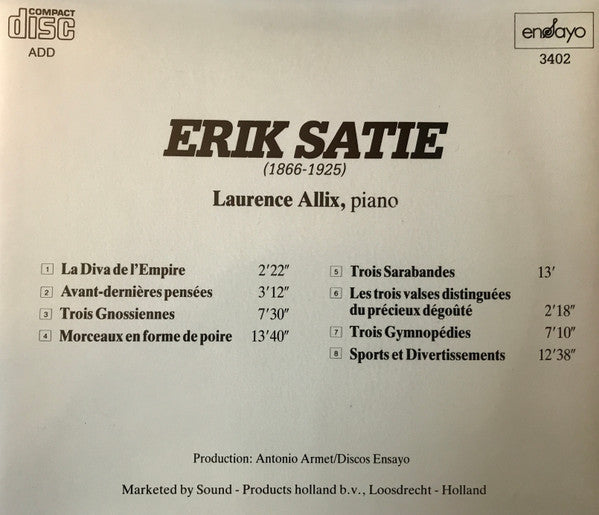 COMPACT
disc
ADD
ensayo
3402
ERIK SATIE
(1866-1925)
Laurence Allix, piano
1 La Diva de l'Empire 2'22"
2 Avant-dernières pensées 3'12"
3 Trois Gnossiennes 7'30"
4 Morceaux en forme de poire 13'40"
5 Trois Sarabandes 13'
6 Les trois valses distinguées
du précieux dégoûté 2'18"
7 Trois Gymnopédies 7'10"
8 Sports et Divertissements 12'38"
Production: Antonio Armet/Discos Ensayo
Marketed by Sound - Products holland b.v., Loosdrecht - Holland